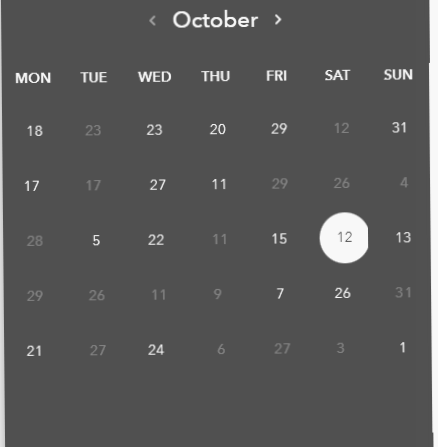 ‹ October ›
MON TUE WED THU FRI SAT SUN
18 23 23 20 29 12 31
17 17 27 11 29 26 4
28 5 22 11 15 12 13
29 26 11 9 7 26 31
21 27 24 6 27 3 1